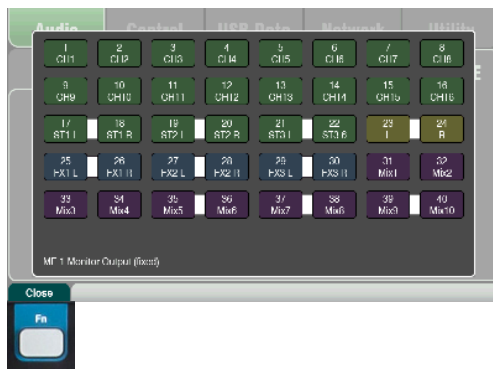 Audio Control USB Data Network Utility
1 2 3 4 5 6 7 8
CH1 CH2 CH3 CH4 CH5 CH6 CH7 CH8
E
9 10 11 12 13 14 15 16
CH9 CH10 CH11 CH12 CH13 CH14 CH15 CH16
17 18 19 20 21 22 23 24
ST1 L ST1 R ST2 L ST2 R ST3 L ST3 R L R
25 26 27 28 29 30 31 32
FX1 L FX1 R FX2 L FX2 R FX3 L FX3 R Mix1 Mix2
33 34 35 36 37 38 39 40
Mix3 Mix4 Mix5 Mix6 Mix7 Mix8 Mix9 Mix10
ME 1 Monitor Output (fixed)
Close
Fn